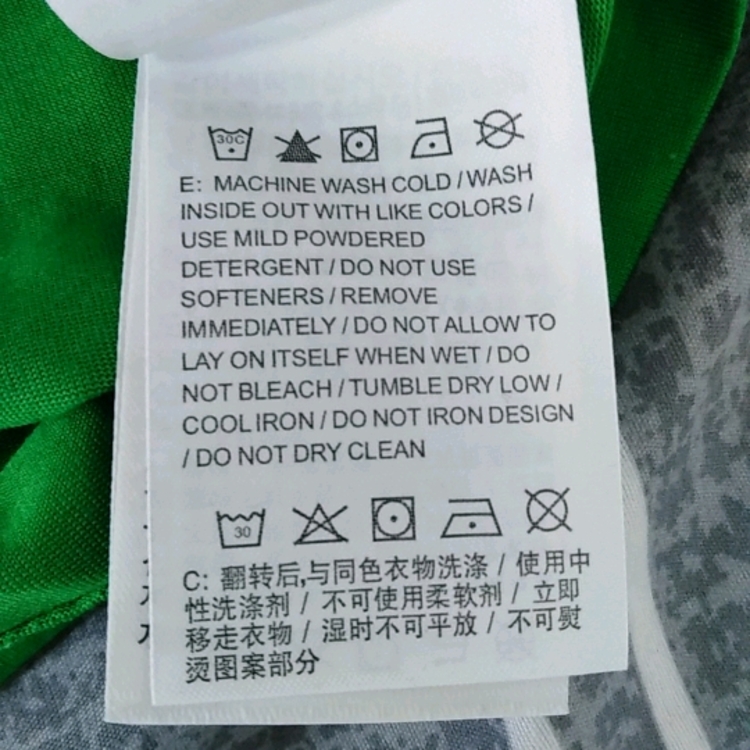 30C
E: MACHINE WASH COLD / WASH
INSIDE OUT WITH LIKE COLORS /
USE MILD POWDERED
DETERGENT / DO NOT USE
SOFTENERS / REMOVE
IMMEDIATELY / DO NOT ALLOW TO
LAY ON ITSELF WHEN WET / DO
NOT BLEACH / TUMBLE DRY LOW /
COOL IRON / DO NOT IRON DESIGN
/ DO NOT DRY CLEAN
30
C: 翻转后,与同色衣物洗涤 / 使用中
性洗涤剂 / 不可使用柔软剂 / 立即
移走衣物 / 湿时不可平放 / 不可熨
烫图案部分